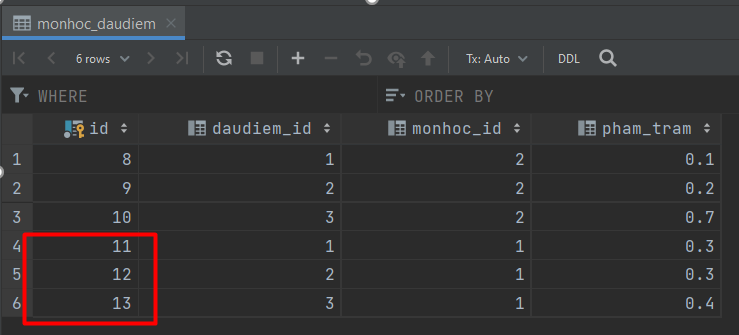 monhoc_daudiem
6 rows Tx: Auto DDL
WHERE ORDER BY
id daudiem_id monhoc_id pham_tram
1 8 1 2 0.1
2 9 2 2 0.2
3 10 3 2 0.7
4 11 1 1 0.3
5 12 2 1 0.3
6 13 3 1 0.4